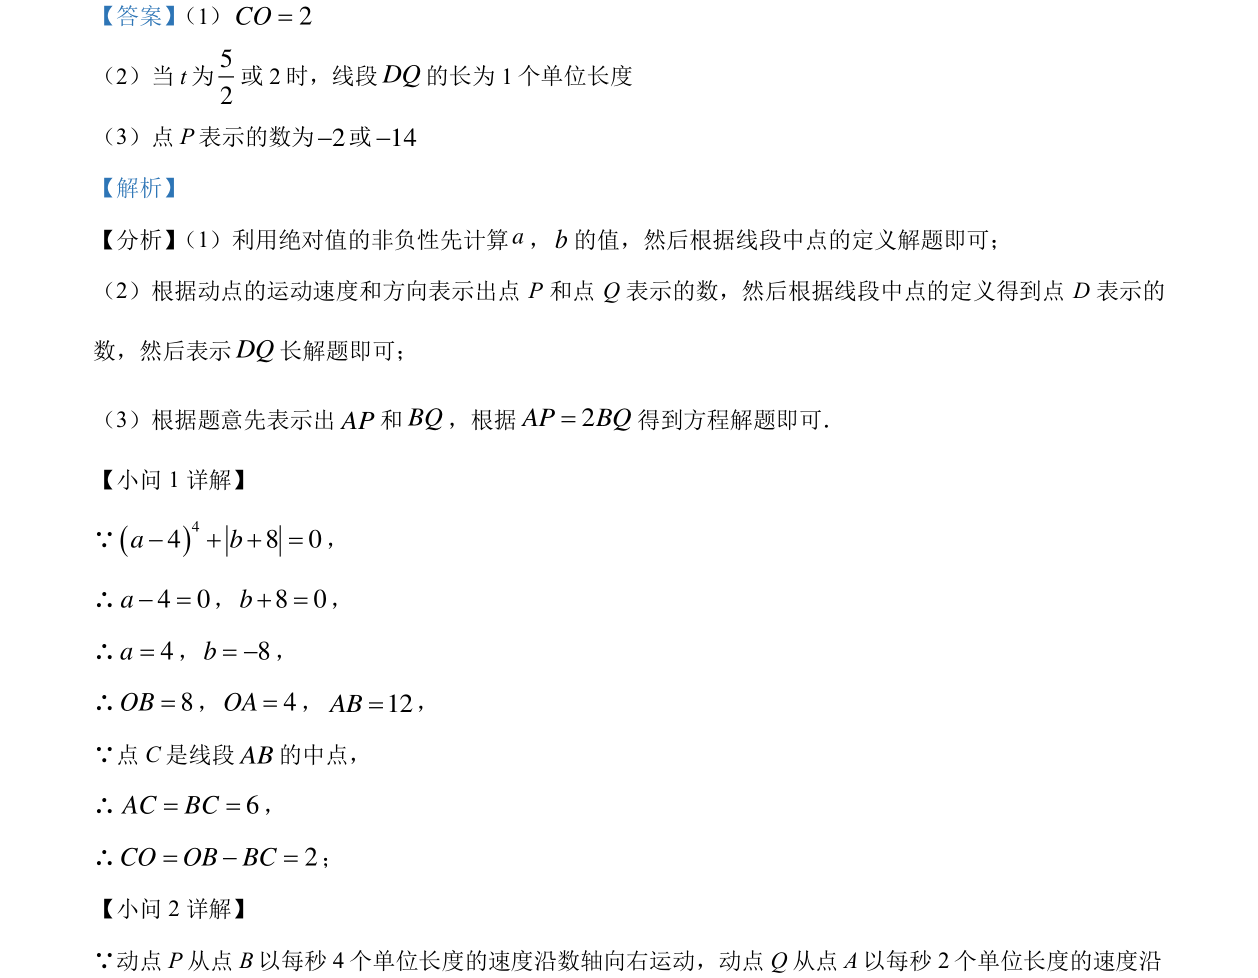 【答案】（1）CO = 2
（2）当 t 为 5/2 或 2 时，线段 DQ 的长为 1 个单位长度
（3）点 P 表示的数为 −2 或 −14
【解析】
【分析】（1）利用绝对值的非负性先计算 a，b 的值，然后根据线段中点的定义解题即可；
（2）根据动点的运动速度和方向表示出点 P 和点 Q 表示的数，然后根据线段中点的定义得到点 D 表示的
数，然后表示 DQ 长解题即可；
（3）根据题意先表示出 AP 和 BQ，根据 AP = 2BQ 得到方程解题即可．
【小问 1 详解】
∵(a − 4)⁴ + |b + 8| = 0，
∴a − 4 = 0，b + 8 = 0，
∴a = 4，b = −8，
∴OB = 8，OA = 4，AB = 12，
∵点 C 是线段 AB 的中点，
∴AC = BC = 6，
∴CO = OB − BC = 2；
【小问 2 详解】
∵动点 P 从点 B 以每秒 4 个单位长度的速度沿数轴向右运动，动点 Q 从点 A 以每秒 2 个单位长度的速度沿